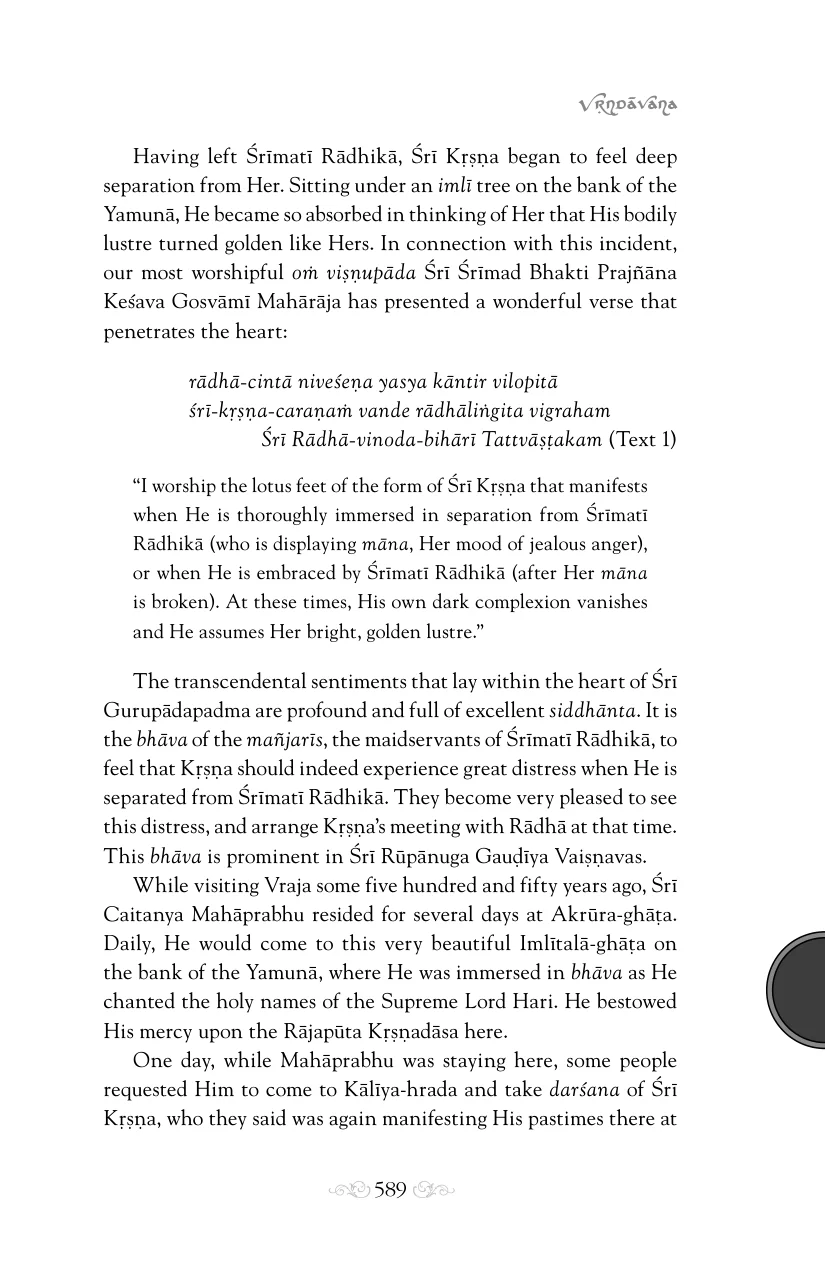 Vṛndāvana
Having left Śrīmatī Rādhikā, Śrī Kṛṣṇa began to feel deep
separation from Her. Sitting under an imlī tree on the bank of the
Yamunā, He became so absorbed in thinking of Her that His bodily
lustre turned golden like Hers. In connection with this incident,
our most worshipful oṁ viṣṇupāda Śrī Śrīmad Bhakti Prajñāna
Keśava Gosvāmī Mahārāja has presented a wonderful verse that
penetrates the heart:
rādhā-cintā niveśeṇa yasya kāntir vilopitā
śrī-kṛṣṇa-caraṇaṁ vande rādhāliṅgita vigraham
Śrī Rādhā-vinoda-bihārī Tattvāṣṭakam (Text 1)
“I worship the lotus feet of the form of Śrī Kṛṣṇa that manifests
when He is thoroughly immersed in separation from Śrīmatī
Rādhikā (who is displaying māna, Her mood of jealous anger),
or when He is embraced by Śrīmatī Rādhikā (after Her māna
is broken). At these times, His own dark complexion vanishes
and He assumes Her bright, golden lustre.”
The transcendental sentiments that lay within the heart of Śrī
Gurupādapadma are profound and full of excellent siddhānta. It is
the bhāva of the mañjarīs, the maidservants of Śrīmatī Rādhikā, to
feel that Kṛṣṇa should indeed experience great distress when He is
separated from Śrīmatī Rādhikā. They become very pleased to see
this distress, and arrange Kṛṣṇa’s meeting with Rādhā at that time.
This bhāva is prominent in Śrī Rūpānuga Gauḍīya Vaiṣṇavas.
While visiting Vraja some five hundred and fifty years ago, Śrī
Caitanya Mahāprabhu resided for several days at Akrūra-ghāṭa.
Daily, He would come to this very beautiful Imlītalā-ghāṭa on
the bank of the Yamunā, where He was immersed in bhāva as He
chanted the holy names of the Supreme Lord Hari. He bestowed
His mercy upon the Rājapūta Kṛṣṇadāsa here.
One day, while Mahāprabhu was staying here, some people
requested Him to come to Kālīya-hrada and take darśana of Śrī
Kṛṣṇa, who they said was again manifesting His pastimes there at
589